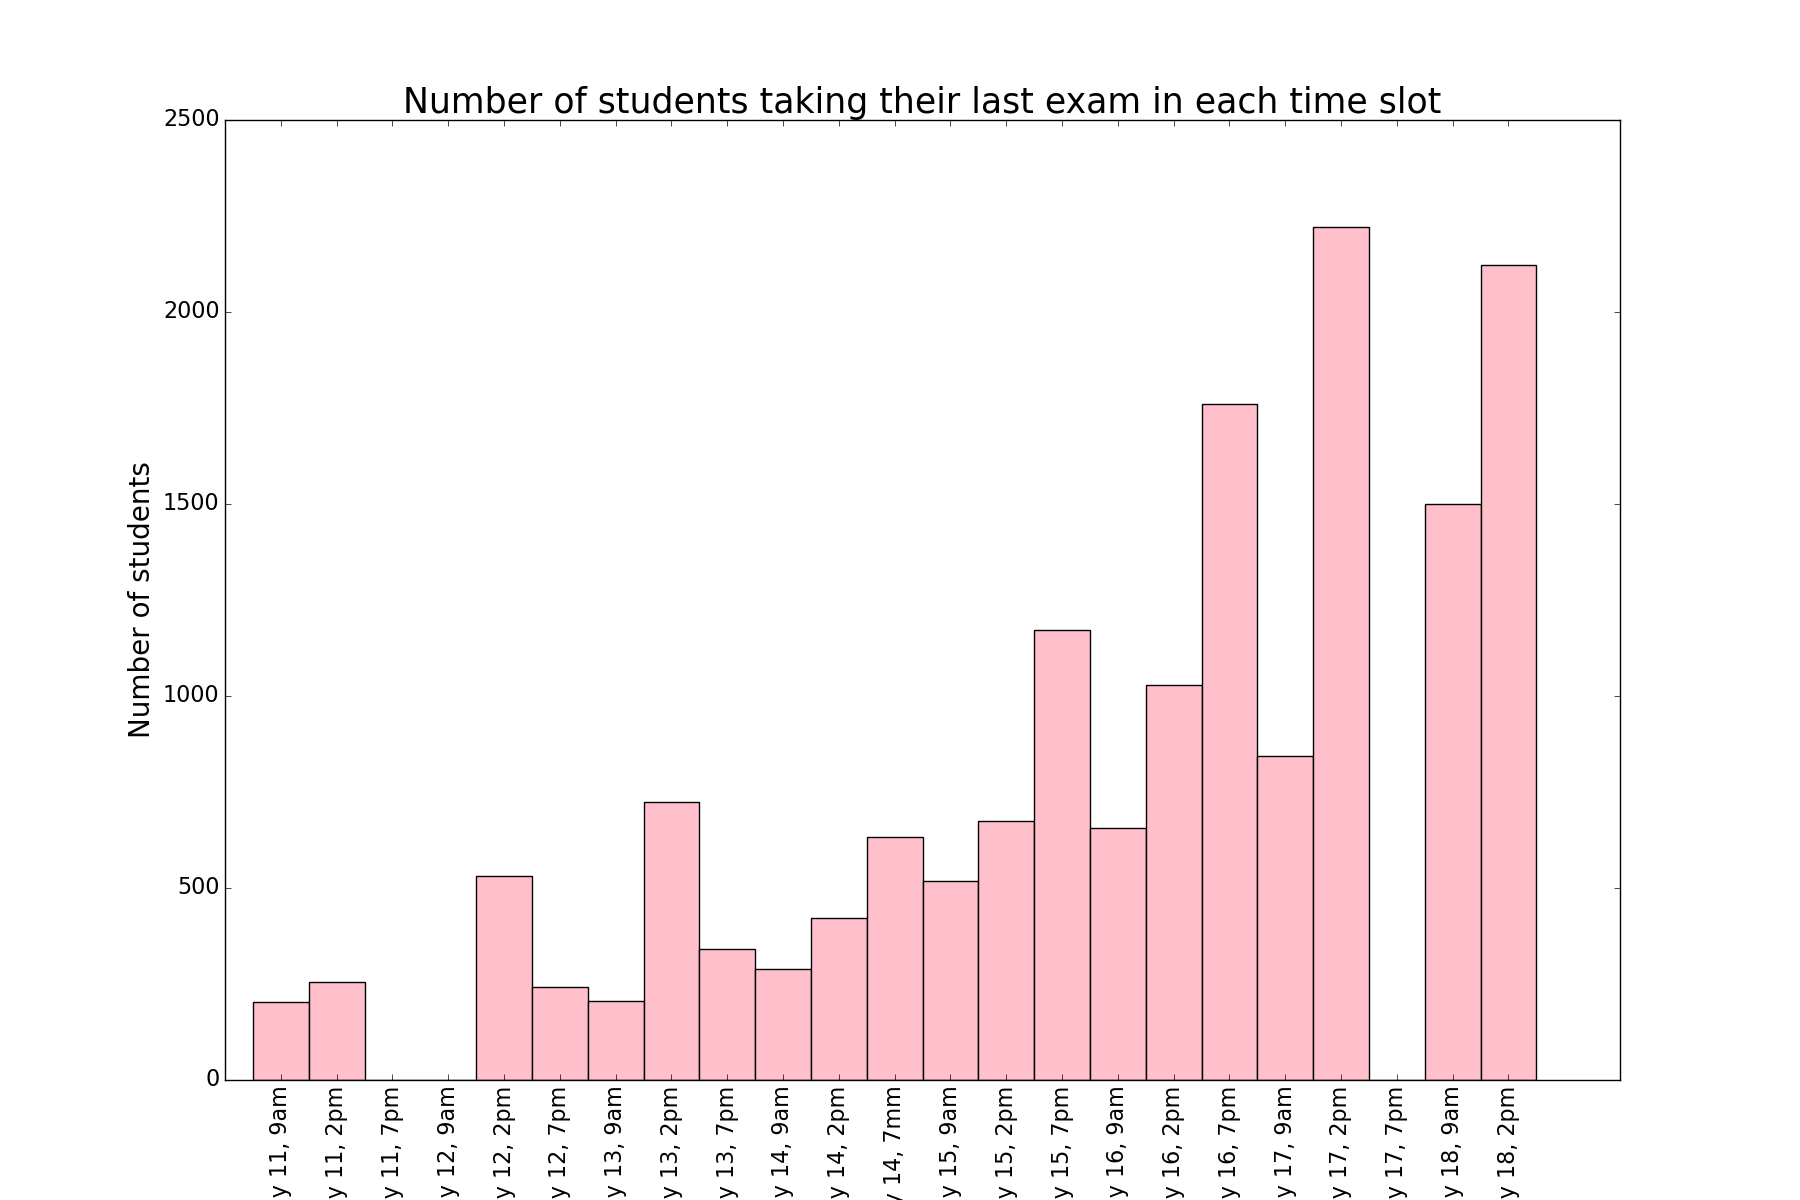 Number of students taking their last exam in each time slot
Number of students
2500
2000
1500
1000
500
0
y 11, 9am
y 11, 2pm
y 11, 7pm
y 12, 9am
y 12, 2pm
y 12, 7pm
y 13, 9am
y 13, 2pm
y 13, 7pm
y 14, 9am
y 14, 2pm
y 14, 7mm
y 15, 9am
y 15, 2pm
y 15, 7pm
y 16, 9am
y 16, 2pm
y 16, 7pm
y 17, 9am
y 17, 2pm
y 17, 7pm
y 18, 9am
y 18, 2pm